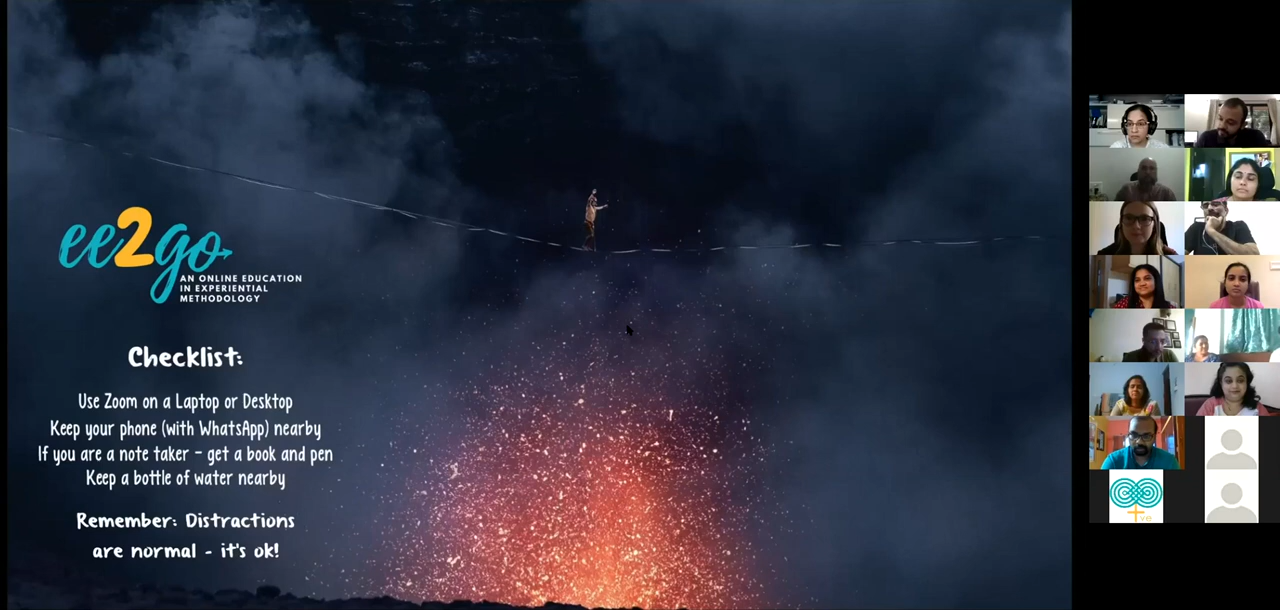 ee2go
AN ONLINE EDUCATION
IN EXPERIENTIAL
METHODOLOGY
Checklist:
Use Zoom on a Laptop or Desktop
Keep your phone (with WhatsApp) nearby
If you are a note taker – get a book and pen
Keep a bottle of water nearby
Remember: Distractions
are normal - it's ok!
+ve